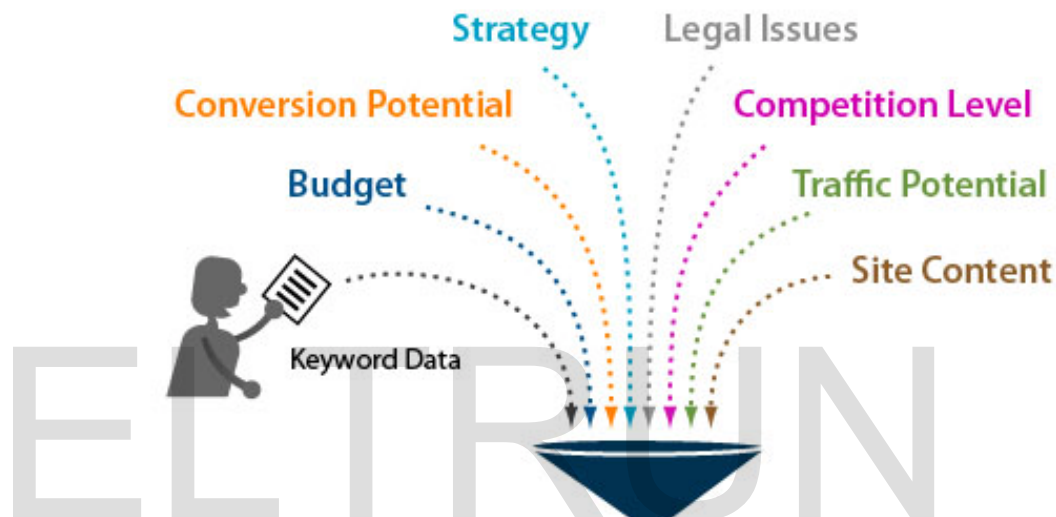 Strategy
Legal Issues
Conversion Potential
Competition Level
Budget
Traffic Potential
Site Content
Keyword Data
ELTRUN